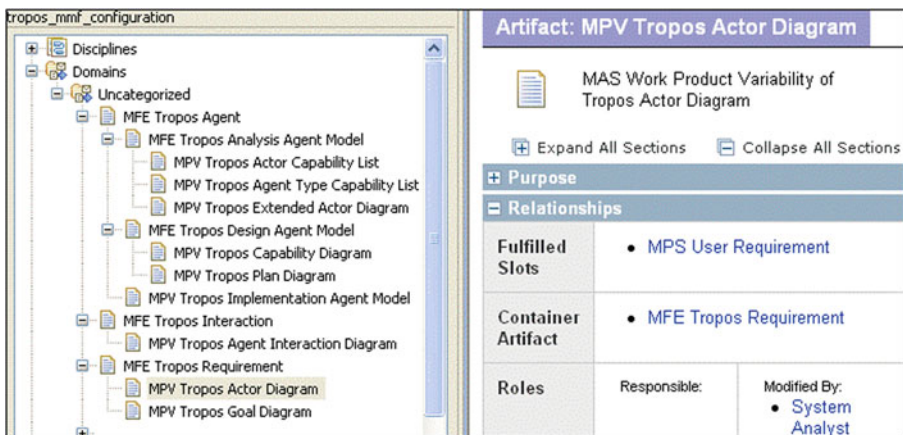 tropos_mmf_configuration
Disciplines
Domains
Uncategorized
MFE Tropos Agent
MFE Tropos Analysis Agent Model
MPV Tropos Actor Capability List
MPV Tropos Agent Type Capability List
MPV Tropos Extended Actor Diagram
MFE Tropos Design Agent Model
MPV Tropos Capability Diagram
MPV Tropos Plan Diagram
MPV Tropos Implementation Agent Model
MFE Tropos Interaction
MPV Tropos Agent Interaction Diagram
MFE Tropos Requirement
MPV Tropos Actor Diagram
MPV Tropos Goal Diagram
Artifact: MPV Tropos Actor Diagram
MAS Work Product Variability of
Tropos Actor Diagram
Expand All Sections Collapse All Sections
Purpose
Relationships
Fulfilled
Slots
MPS User Requirement
Container
Artifact
MFE Tropos Requirement
Roles
Responsible:
Modified By:
System
Analyst